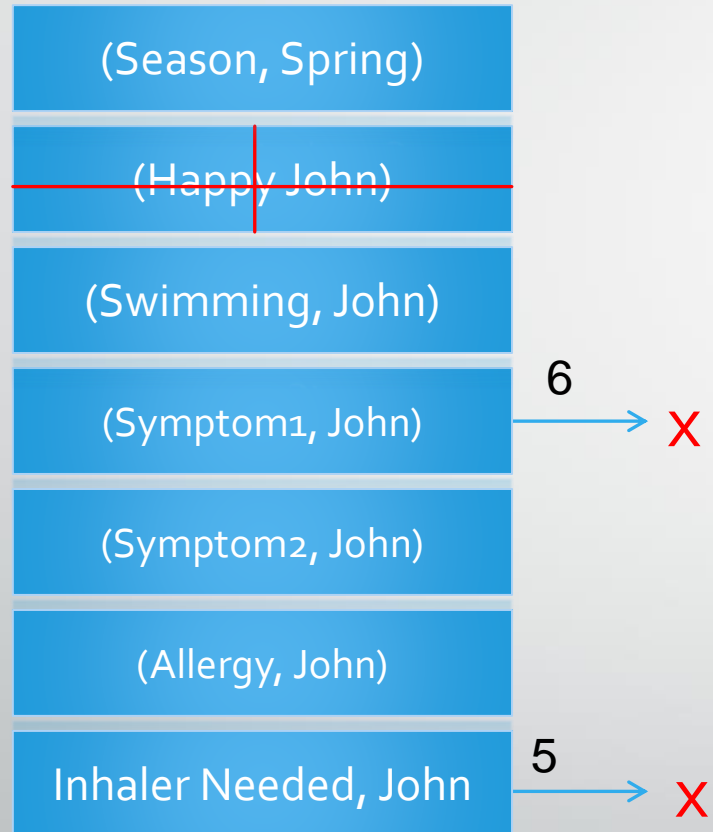 (Season, Spring)
(Happy John)
(Swimming, John)
6
(Symptom1, John)
X
(Symptom2, John)
(Allergy, John)
5
Inhaler Needed, John
X